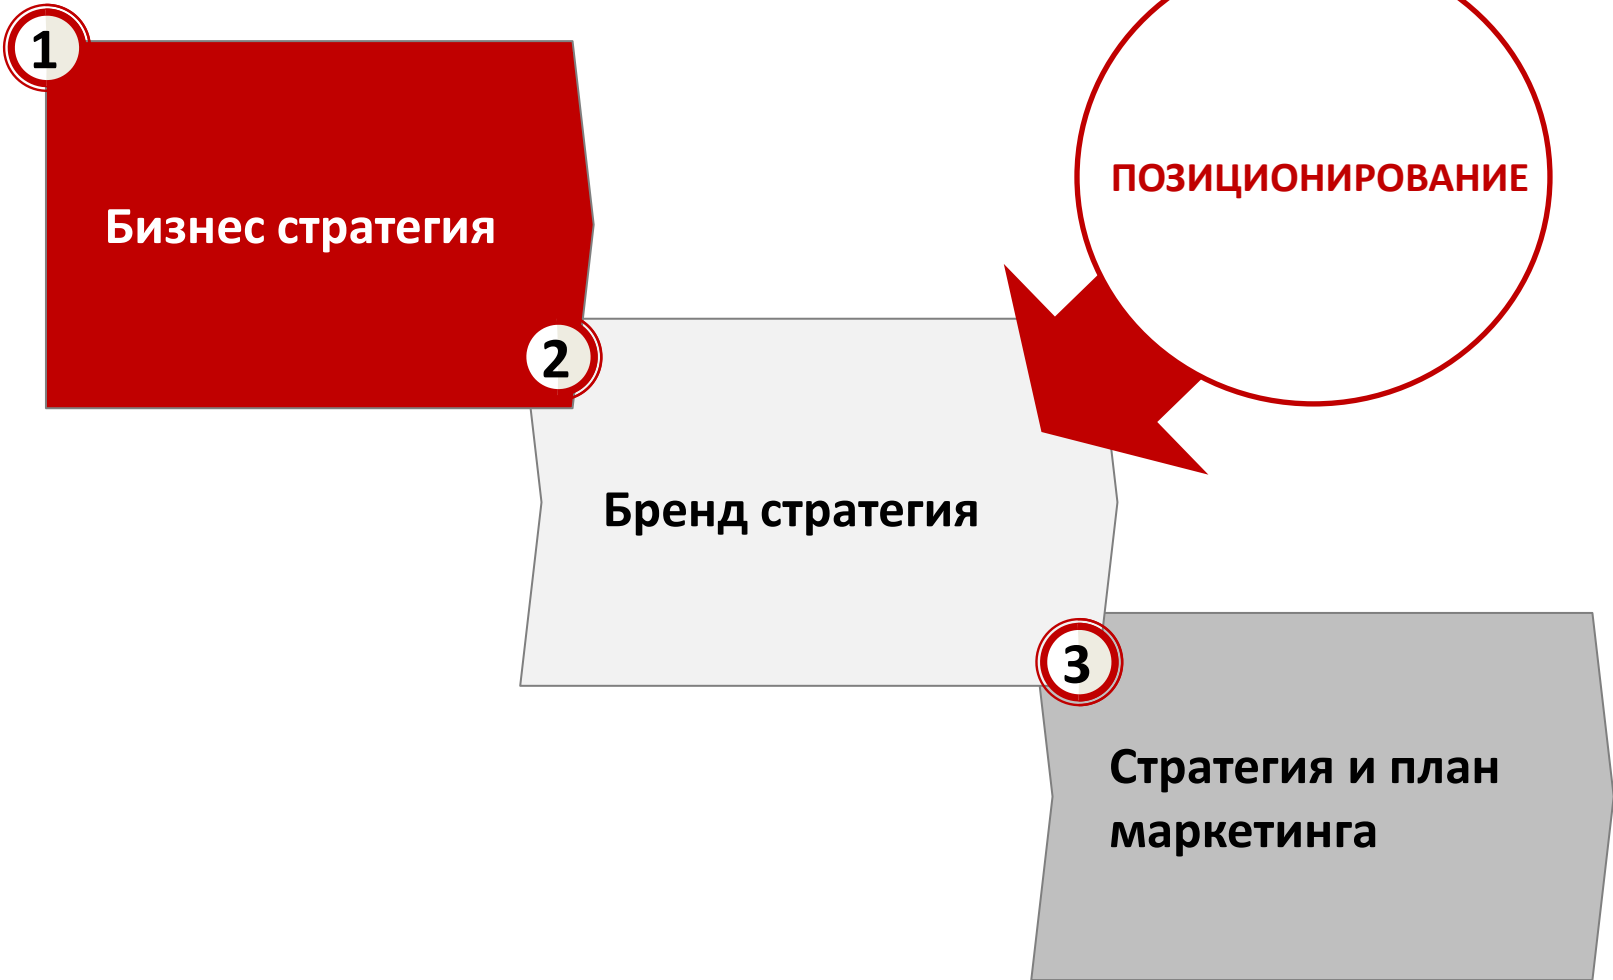 1
Бизнес стратегия
ПОЗИЦИОНИРОВАНИЕ
2
Бренд стратегия
3
Стратегия и план
маркетинга